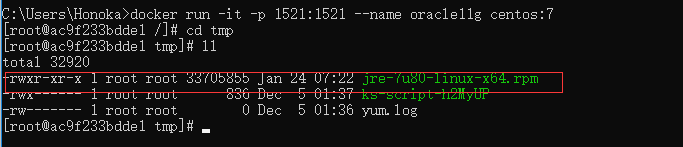 C:\Users\Honoka>docker run -it -p 1521:1521 --name oracle11g centos:7
[root@ac9f233bdde1 /]# cd tmp
[root@ac9f233bdde1 tmp]# ll
total 32920
-rwxr-xr-x 1 root root 33705855 Jan 24 07:22 jre-7u80-linux-x64.rpm
-rwx------ 1 root root      836 Dec  5 01:37 ks-script-h2MyUP
-rw------- 1 root root        0 Dec  5 01:36 yum.log
[root@ac9f233bdde1 tmp]#